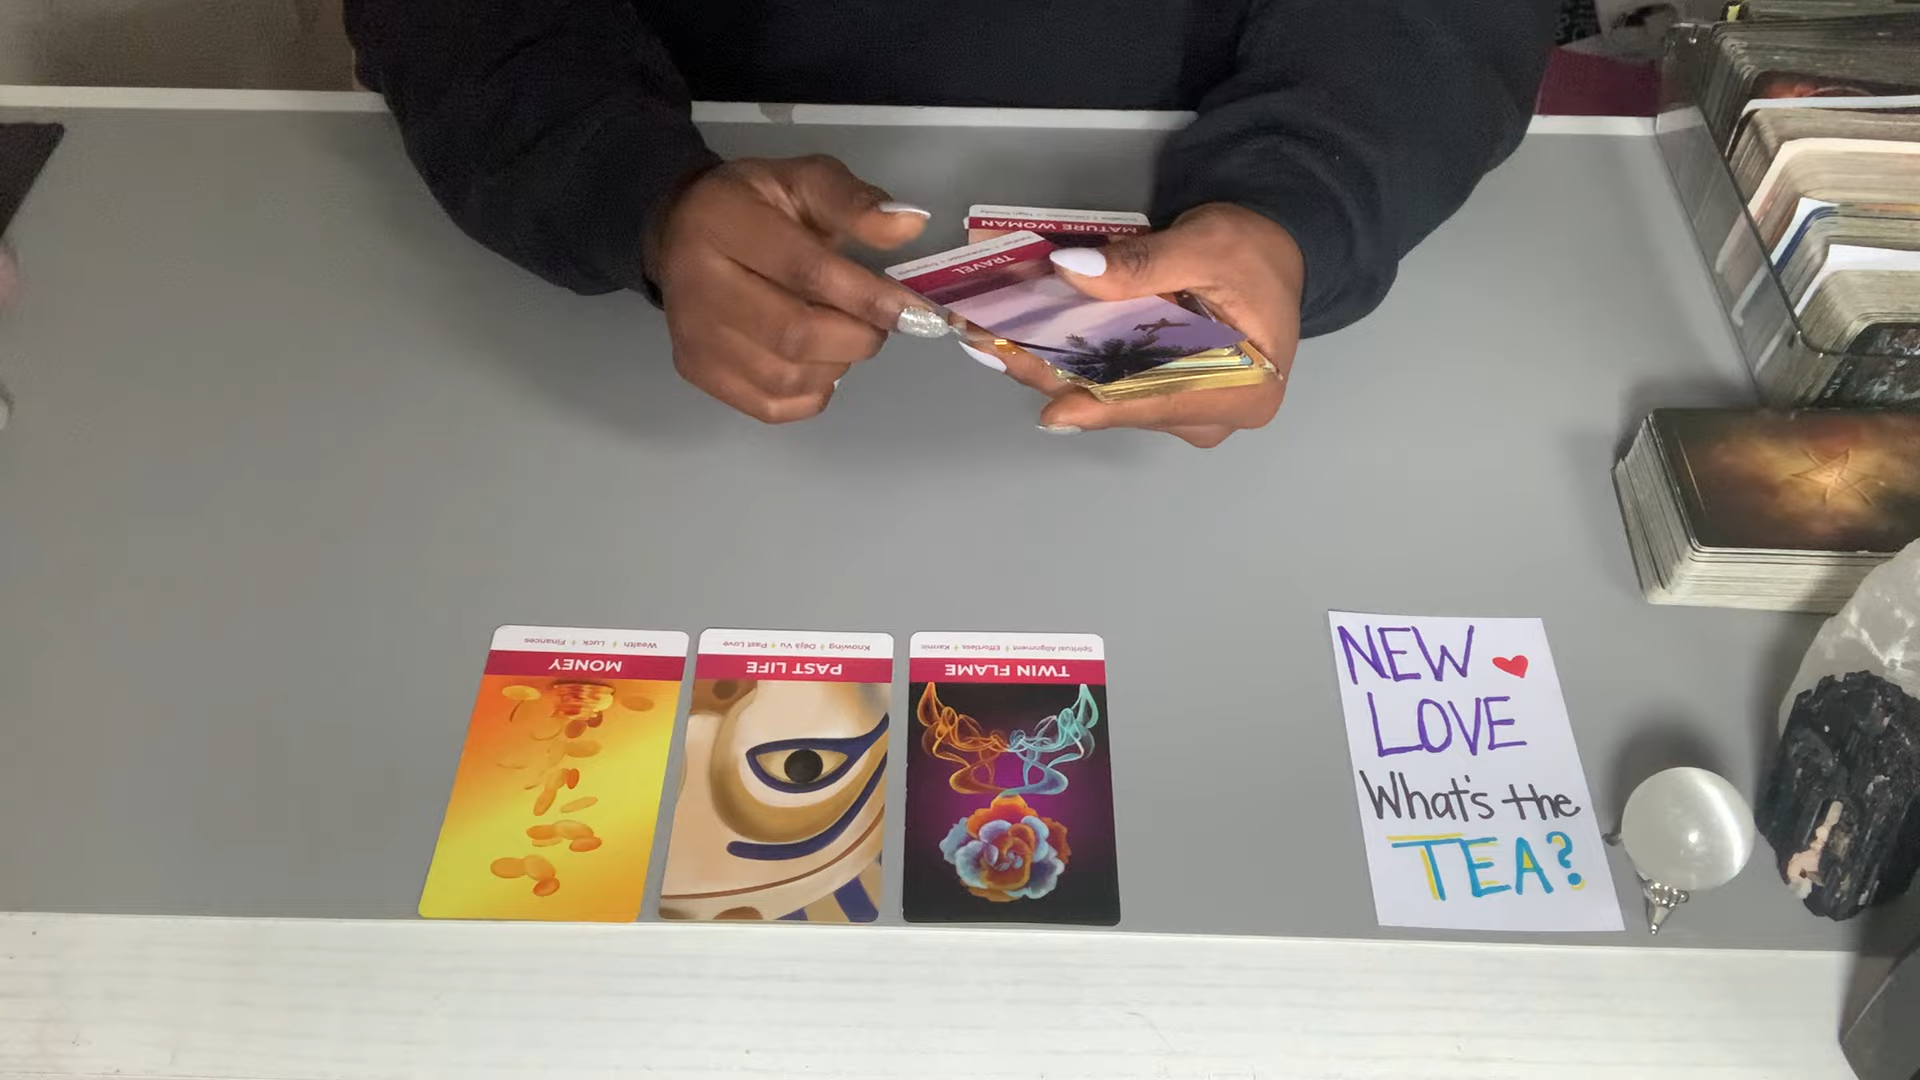 MATURE WOMAN
TRAVEL
Wealth + Luck + Finances
MONEY
Knowing + Déjà Vu + Past Love
PAST LIFE
Spiritual Alignment + Effortless + Karmic
TWIN FLAME
NEW
LOVE
What's the
TEA?